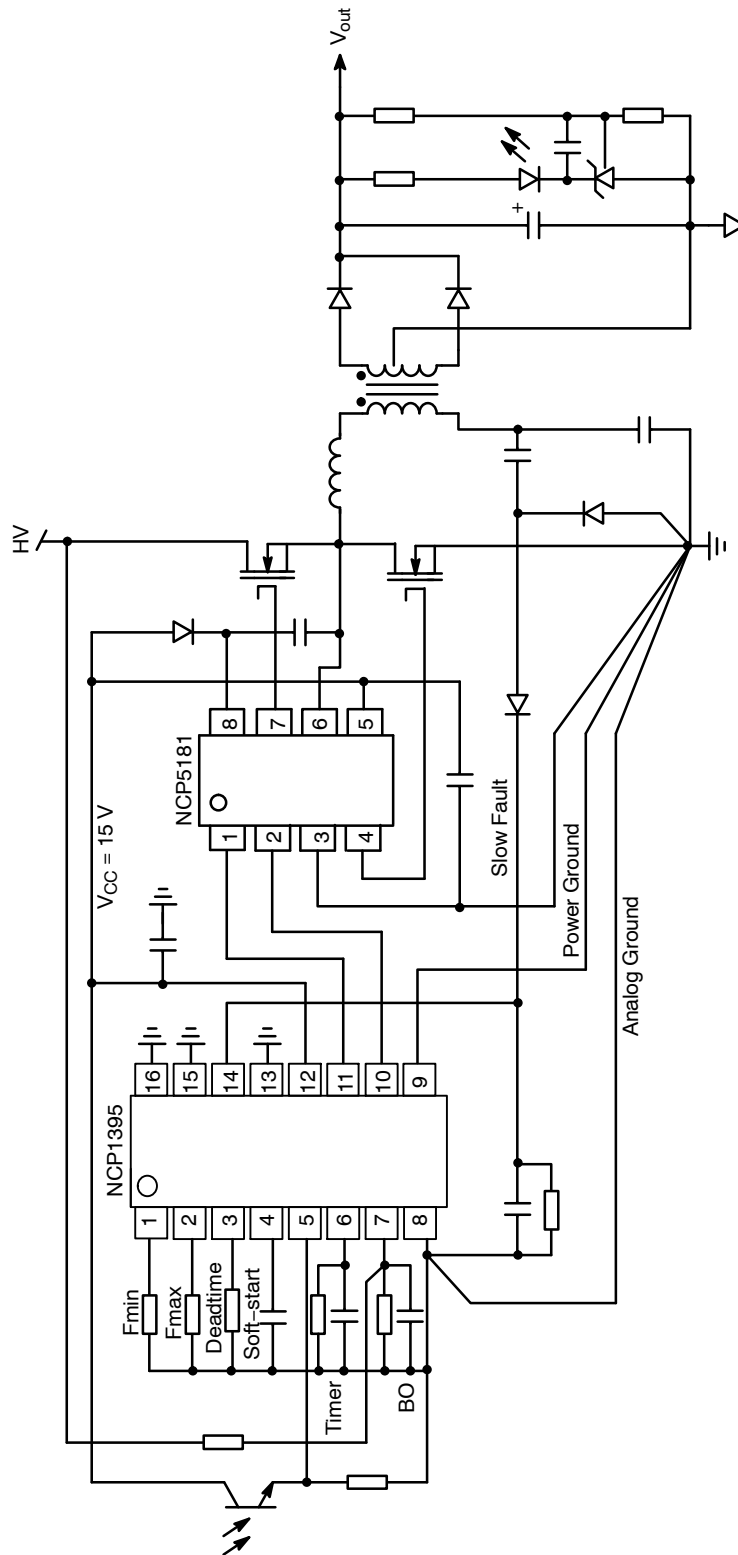 HV
V_CC = 15 V
NCP1395
NCP5181
V_out
1
2
3
4
5
6
7
8
16
15
14
13
12
11
10
9
1
2
3
4
8
7
6
5
+
Fmin
Fmax
Deadtime
Soft−start
Timer
BO
Slow Fault
Power Ground
Analog Ground